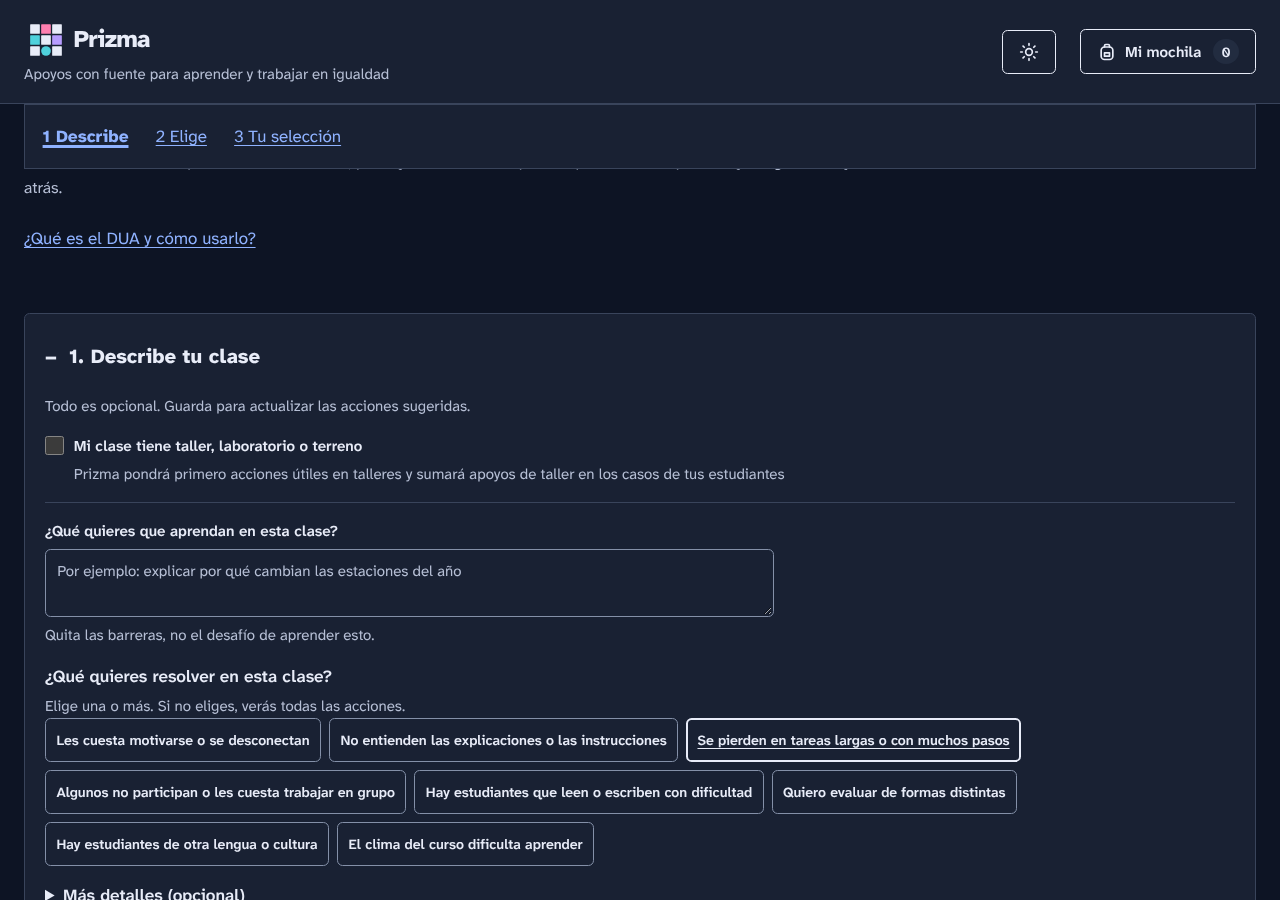 Prizma
Apoyos con fuente para aprender y trabajar en igualdad
Mi mochila 0
1 Describe 2 Elige 3 Tu selección
atrás.
¿Qué es el DUA y cómo usarlo?
– 1. Describe tu clase
Todo es opcional. Guarda para actualizar las acciones sugeridas.
Mi clase tiene taller, laboratorio o terreno
Prizma pondrá primero acciones útiles en talleres y sumará apoyos de taller en los casos de tus estudiantes
¿Qué quieres que aprendan en esta clase?
Por ejemplo: explicar por qué cambian las estaciones del año
Quita las barreras, no el desafío de aprender esto.
¿Qué quieres resolver en esta clase?
Elige una o más. Si no eliges, verás todas las acciones.
Les cuesta motivarse o se desconectan No entienden las explicaciones o las instrucciones Se pierden en tareas largas o con muchos pasos
Algunos no participan o les cuesta trabajar en grupo Hay estudiantes que leen o escriben con dificultad Quiero evaluar de formas distintas
Hay estudiantes de otra lengua o cultura El clima del curso dificulta aprender
Más detalles (opcional)